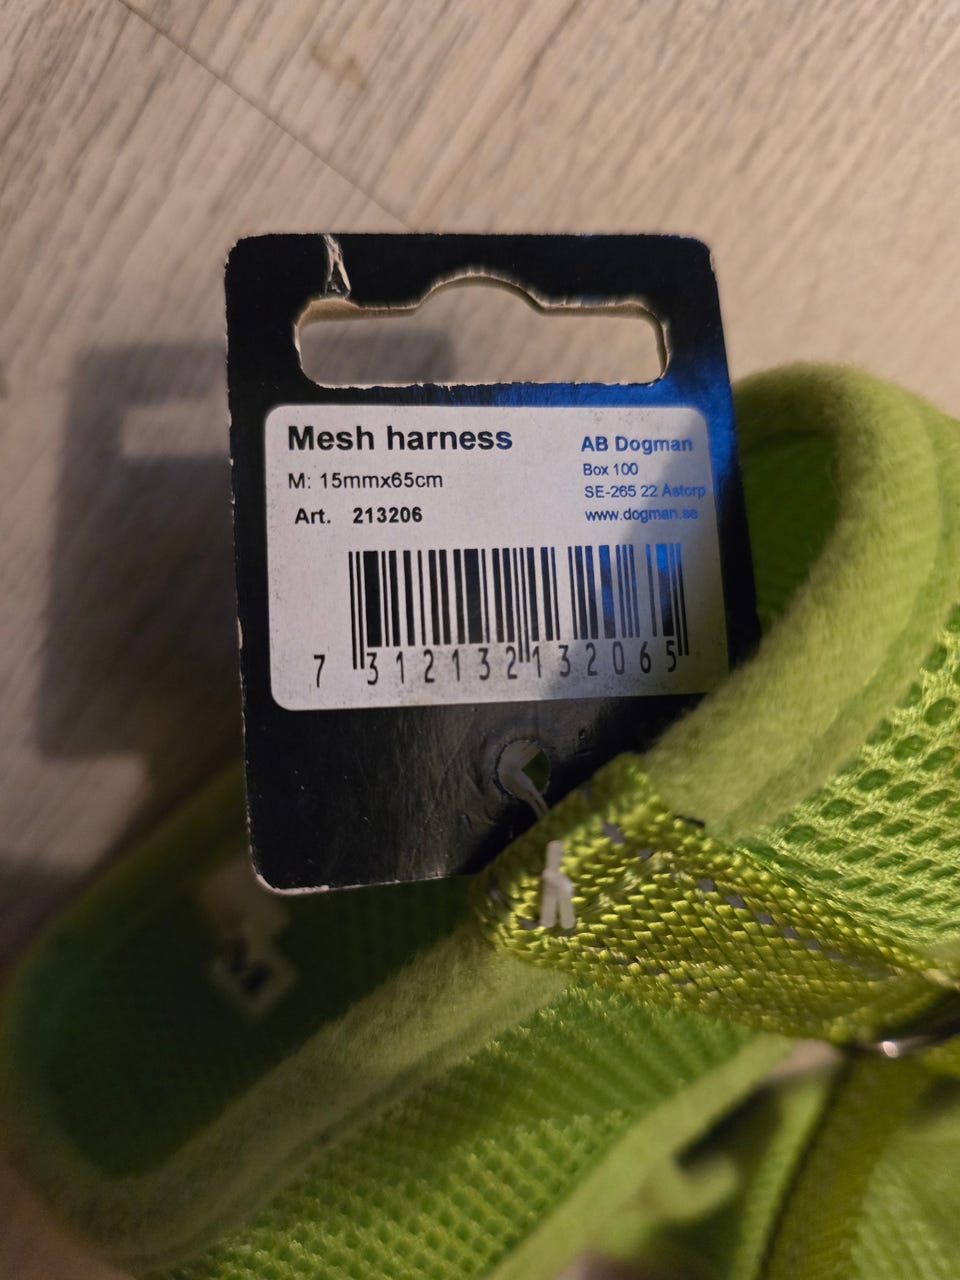 Mesh harness
M: 15mmx65cm
Art. 213206
AB Dogman
Box 100
SE-265 22 Åstorp
www.dogman.se
7 312132 132065
M